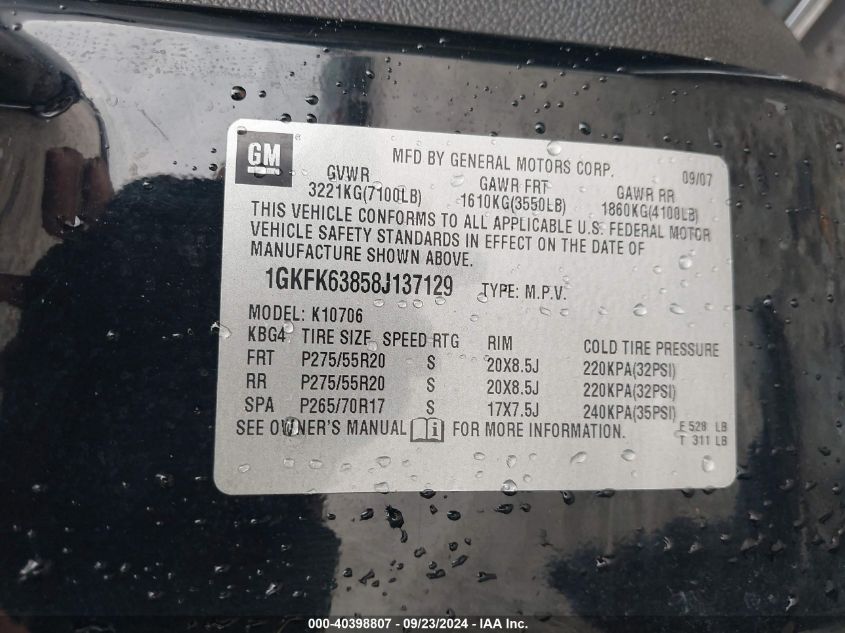 GM ®
MFD BY GENERAL MOTORS CORP. 09/07
GVWR GAWR FRT GAWR RR
3221KG(7100LB) 1610KG(3550LB) 1860KG(4100LB)
THIS VEHICLE CONFORMS TO ALL APPLICABLE U.S. FEDERAL MOTOR
VEHICLE SAFETY STANDARDS IN EFFECT ON THE DATE OF
MANUFACTURE SHOWN ABOVE.
1GKFK63858J137129 TYPE: M.P.V.
MODEL: K10706
KBG4 TIRE SIZE SPEED RTG RIM COLD TIRE PRESSURE
FRT P275/55R20 S 20X8.5J 220KPA(32PSI)
RR P275/55R20 S 20X8.5J 220KPA(32PSI)
SPA P265/70R17 S 17X7.5J 240KPA(35PSI)
SEE OWNER'S MANUAL i FOR MORE INFORMATION. F 528 LB
T 311 LB
000-40398807 - 09/23/2024 - IAA Inc.